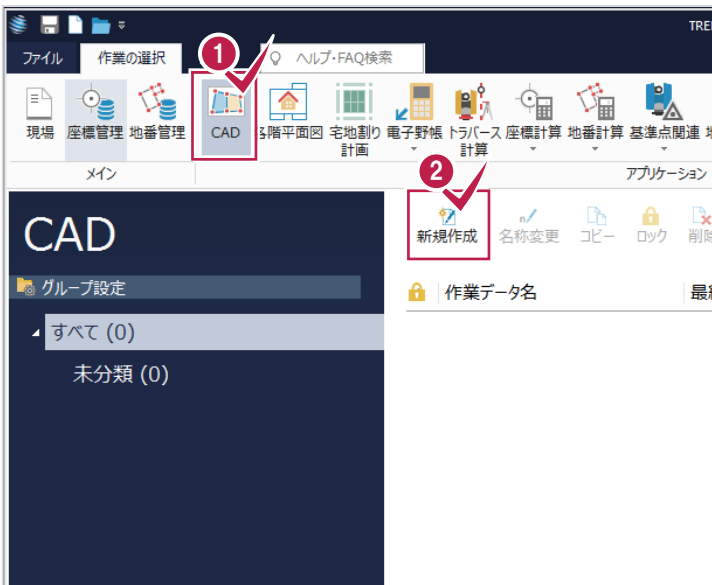 TRE
ファイル 作業の選択 ヘルプ・FAQ検索
1
現場 座標管理 地番管理 CAD 各階平面図 宅地割り計画 電子野帳 トラバース計算 座標計算 地番計算 基準点関連
メイン アプリケーション
2
CAD
新規作成 名称変更 コピー ロック 削除
グループ設定
作業データ名 最終
すべて (0)
未分類 (0)